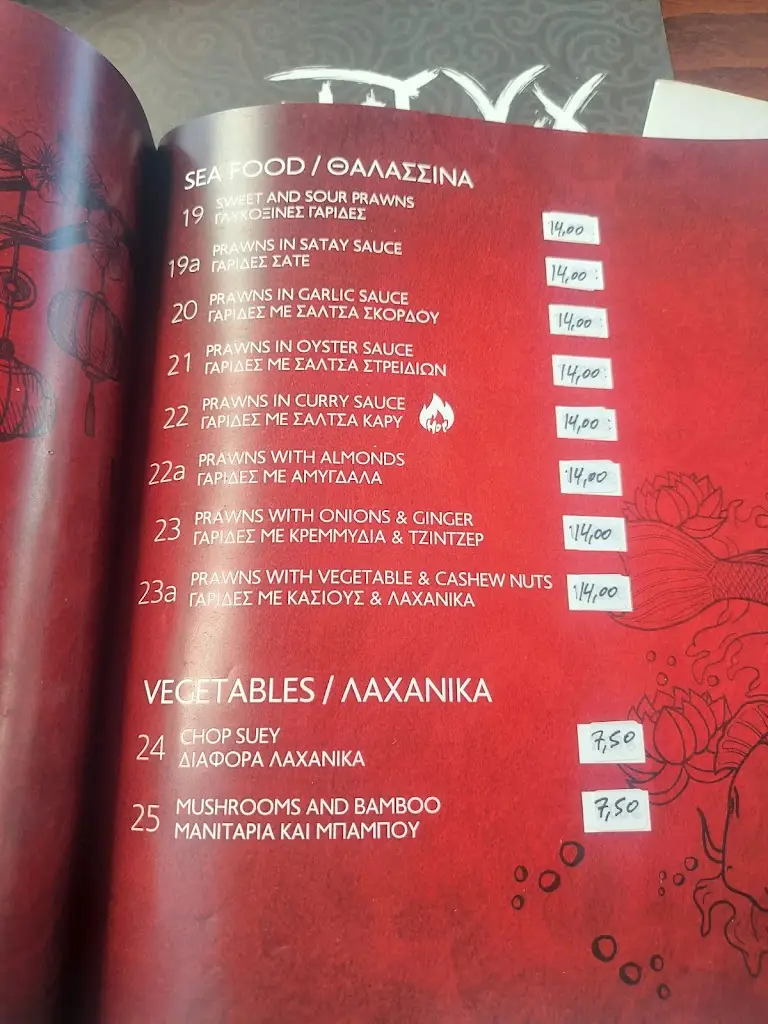 SEA FOOD / ΘΑΛΑΣΣΙΝΑ
19 SWEET AND SOUR PRAWNS 14,00
ΓΛΥΚΟΞΙΝΕΣ ΓΑΡΙΔΕΣ
19a PRAWNS IN SATAY SAUCE 14,00
ΓΑΡΙΔΕΣ ΣΑΤΕ
20 PRAWNS IN GARLIC SAUCE 14,00
ΓΑΡΙΔΕΣ ΜΕ ΣΑΛΤΣΑ ΣΚΟΡΔΟΥ
21 PRAWNS IN OYSTER SAUCE 14,00
ΓΑΡΙΔΕΣ ΜΕ ΣΑΛΤΣΑ ΣΤΡΕΙΔΙΩΝ
22 PRAWNS IN CURRY SAUCE Hot 14,00
ΓΑΡΙΔΕΣ ΜΕ ΣΑΛΤΣΑ ΚΑΡΥ
22a PRAWNS WITH ALMONDS 14,00
ΓΑΡΙΔΕΣ ΜΕ ΑΜΥΓΔΑΛΑ
23 PRAWNS WITH ONIONS & GINGER 14,00
ΓΑΡΙΔΕΣ ΜΕ ΚΡΕΜΜΥΔΙΑ & ΤΖΙΝΤΖΕΡ
23a PRAWNS WITH VEGETABLE & CASHEW NUTS 14,00
ΓΑΡΙΔΕΣ ΜΕ ΚΑΣΙΟΥΣ & ΛΑΧΑΝΙΚΑ
VEGETABLES / ΛΑΧΑΝΙΚΑ
24 CHOP SUEY 7,50
ΔΙΑΦΟΡΑ ΛΑΧΑΝΙΚΑ
25 MUSHROOMS AND BAMBOO 7,50
ΜΑΝΙΤΑΡΙΑ ΚΑΙ ΜΠΑΜΠΟΥ